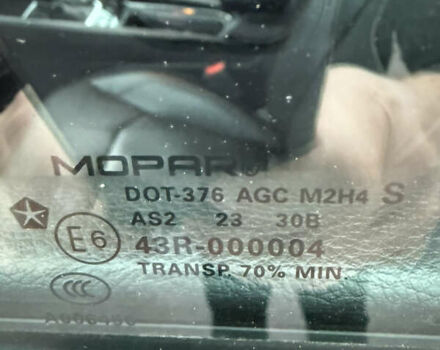 MOPAR
DOT-376 AGC M2H4 S
AS2 23 30B
E6 43R-000004
TRANSP. 70% MIN.